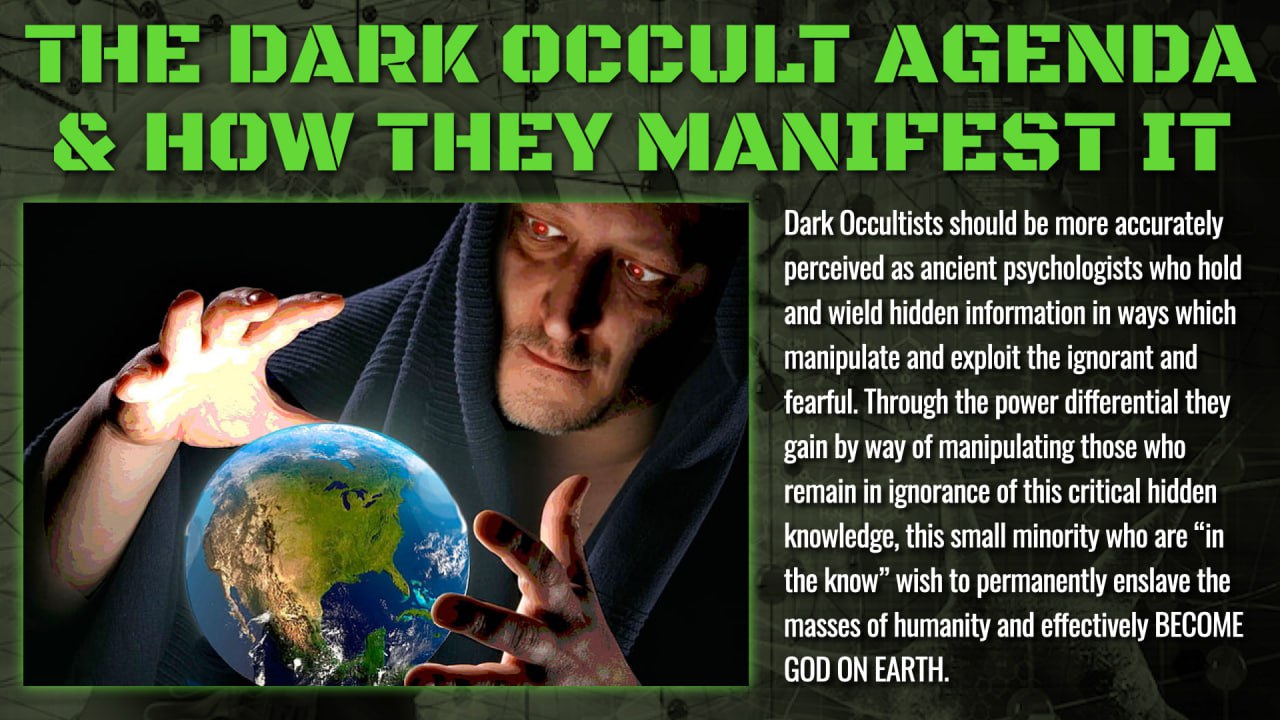 THE DARK OCCULT AGENDA
& HOW THEY MANIFEST IT
Dark Occultists should be more accurately
perceived as ancient psychologists who hold
and wield hidden information in ways which
manipulate and exploit the ignorant and
fearful. Through the power differential they
gain by way of manipulating those who
remain in ignorance of this critical hidden
knowledge, this small minority who are “in
the know” wish to permanently enslave the
masses of humanity and effectively BECOME
GOD ON EARTH.